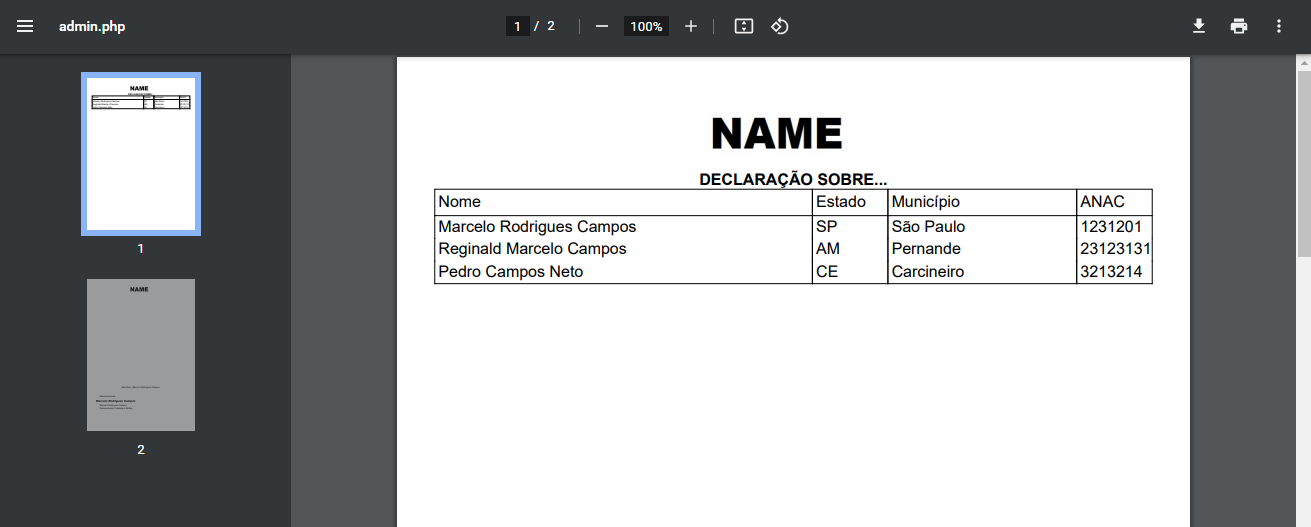 admin.php
1 / 2
100%
NAME
DECLARAÇÃO SOBRE...
Nome Estado Município ANAC
Marcelo Rodrigues Campos SP São Paulo 1231201
Reginald Marcelo Campos AM Pernande 23123131
Pedro Campos Neto CE Carcineiro 3213214
NAME
1
NAME
2